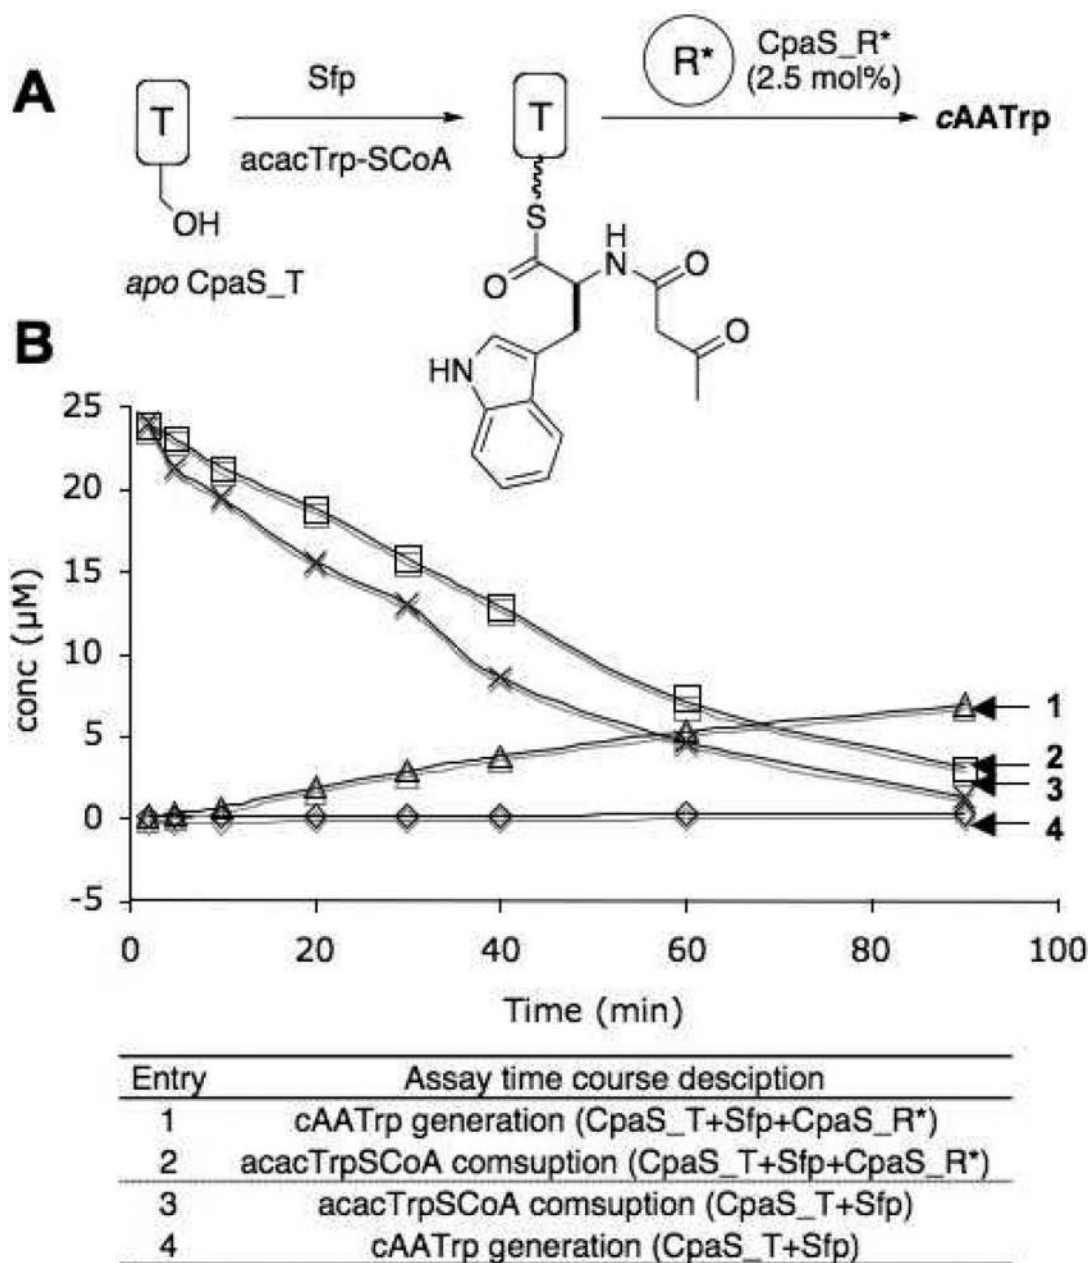 A
Sfp
acacTrp-SCoA
T
OH
apo CpaS_T
T
S
O
H
N
O
O
HN
R*
CpaS_R*
(2.5 mol%)
cAATrp
B
25
20
15
10
5
0
-5
conc (µM)
0 20 40 60 80 100
Time (min)
1
2
3
4
Entry Assay time course desciption
1 cAATrp generation (CpaS_T+Sfp+CpaS_R*)
2 acacTrpSCoA comsuption (CpaS_T+Sfp+CpaS_R*)
3 acacTrpSCoA comsuption (CpaS_T+Sfp)
4 cAATrp generation (CpaS_T+Sfp)